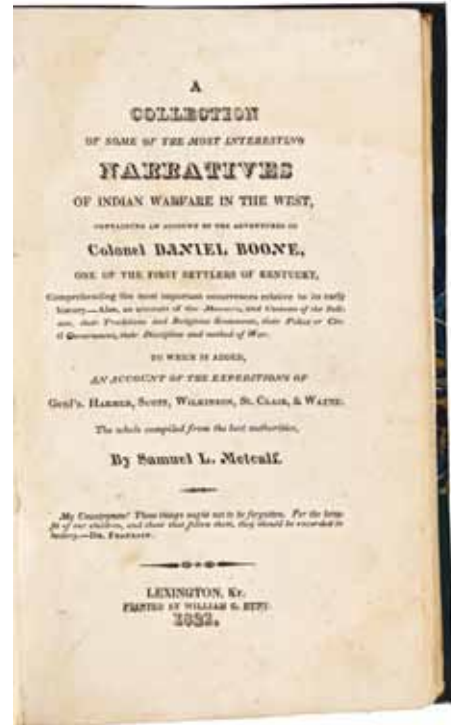 A
COLLECTION
OF SOME OF THE MOST INTERESTING
NARRATIVES
OF INDIAN WARFARE IN THE WEST,
CONTAINING AN ACCOUNT OF THE ADVENTURES OF
Colonel DANIEL BOONE,
ONE OF THE FIRST SETTLERS OF KENTUCKY,
Comprehending the most important occurrences relative to its early
history.—Also, an account of the Manners, and Customs of the Indi-
ans, their Traditions and Religious Sentiments, their Police or Civ-
il Government, their Discipline and method of War.
TO WHICH IS ADDED,
AN ACCOUNT OF THE EXPEDITIONS OF
Genl's. HARMER, SCOTT, WILKINSON, ST. CLAIR, & WAYNE.
The whole compiled from the best authorities,
By Samuel L. Metcalf.
My Countrymen! These things ought not to be forgotten. For the bene-
fit of our children, and those that follow them, they should be recorded in
history.—DR.
LEXINGTON, KY.
PRINTED BY WILLIAM G. HUNT.
1821.